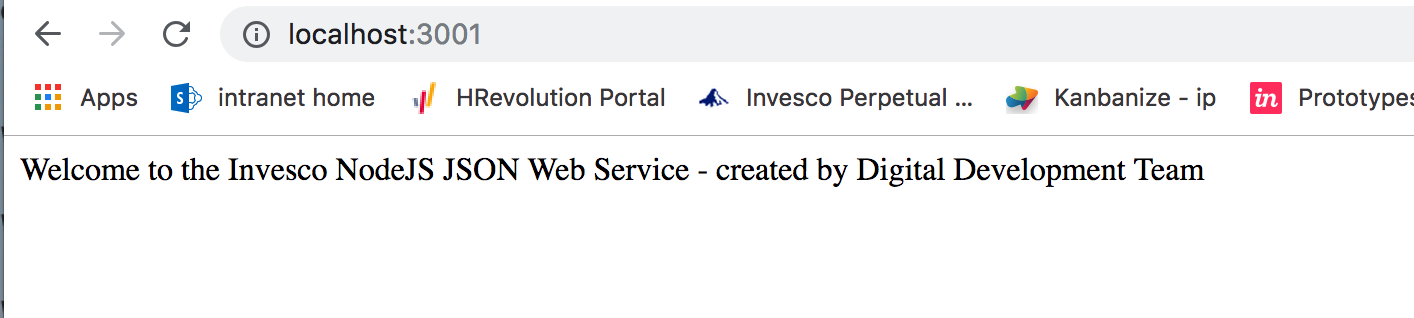 localhost:3001
Apps intranet home HRevolution Portal Invesco Perpetual ... Kanbanize - ip in Prototypes
Welcome to the Invesco NodeJS JSON Web Service - created by Digital Development Team